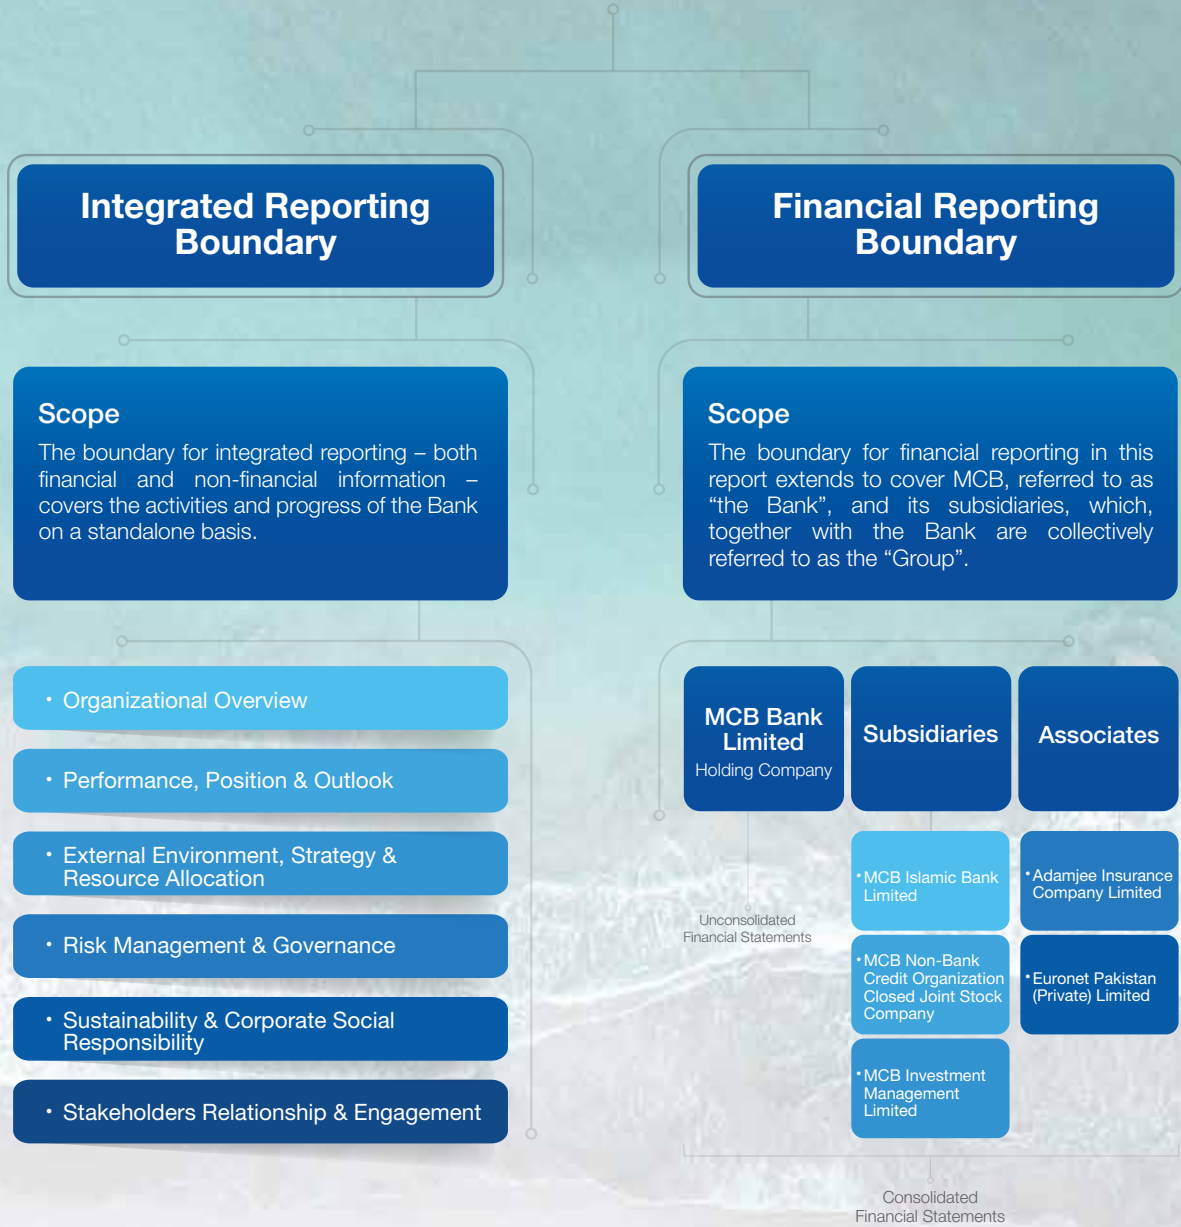 Integrated Reporting
Boundary
Scope
The boundary for integrated reporting – both
financial and non-financial information –
covers the activities and progress of the Bank
on a standalone basis.
• Organizational Overview
• Performance, Position & Outlook
• External Environment, Strategy &
Resource Allocation
• Risk Management & Governance
• Sustainability & Corporate Social
Responsibility
• Stakeholders Relationship & Engagement
Financial Reporting
Boundary
Scope
The boundary for financial reporting in this
report extends to cover MCB, referred to as
“the Bank”, and its subsidiaries, which,
together with the Bank are collectively
referred to as the “Group”.
MCB Bank
Limited
Holding Company
Unconsolidated
Financial Statements
Subsidiaries
• MCB Islamic Bank
Limited
• MCB Non-Bank
Credit Organization
Closed Joint Stock
Company
• MCB Investment
Management
Limited
Associates
• Adamjee Insurance
Company Limited
• Euronet Pakistan
(Private) Limited
Consolidated
Financial Statements